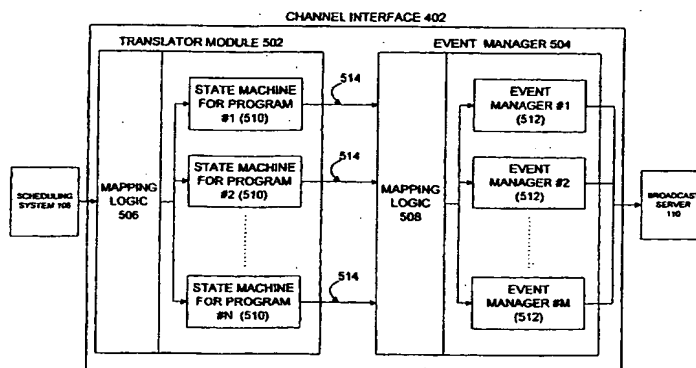 CHANNEL INTERFACE 402
TRANSLATOR MODULE 502
EVENT MANAGER 504
SCHEDULING
SYSTEM 108
MAPPING
LOGIC
506
STATE MACHINE
FOR PROGRAM
#1 (510)
514
STATE MACHINE
FOR PROGRAM
#2 (510)
514
STATE MACHINE
FOR PROGRAM
#N (510)
514
MAPPING
LOGIC
508
EVENT
MANAGER #1
(512)
EVENT
MANAGER #2
(512)
EVENT
MANAGER #M
(512)
BROADCAST
SERVER
110